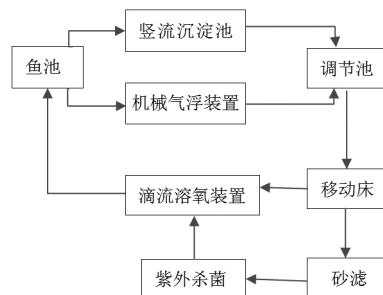 竖流沉淀池
鱼池
调节池
机械气浮装置
滴流溶氧装置
移动床
紫外杀菌
砂滤